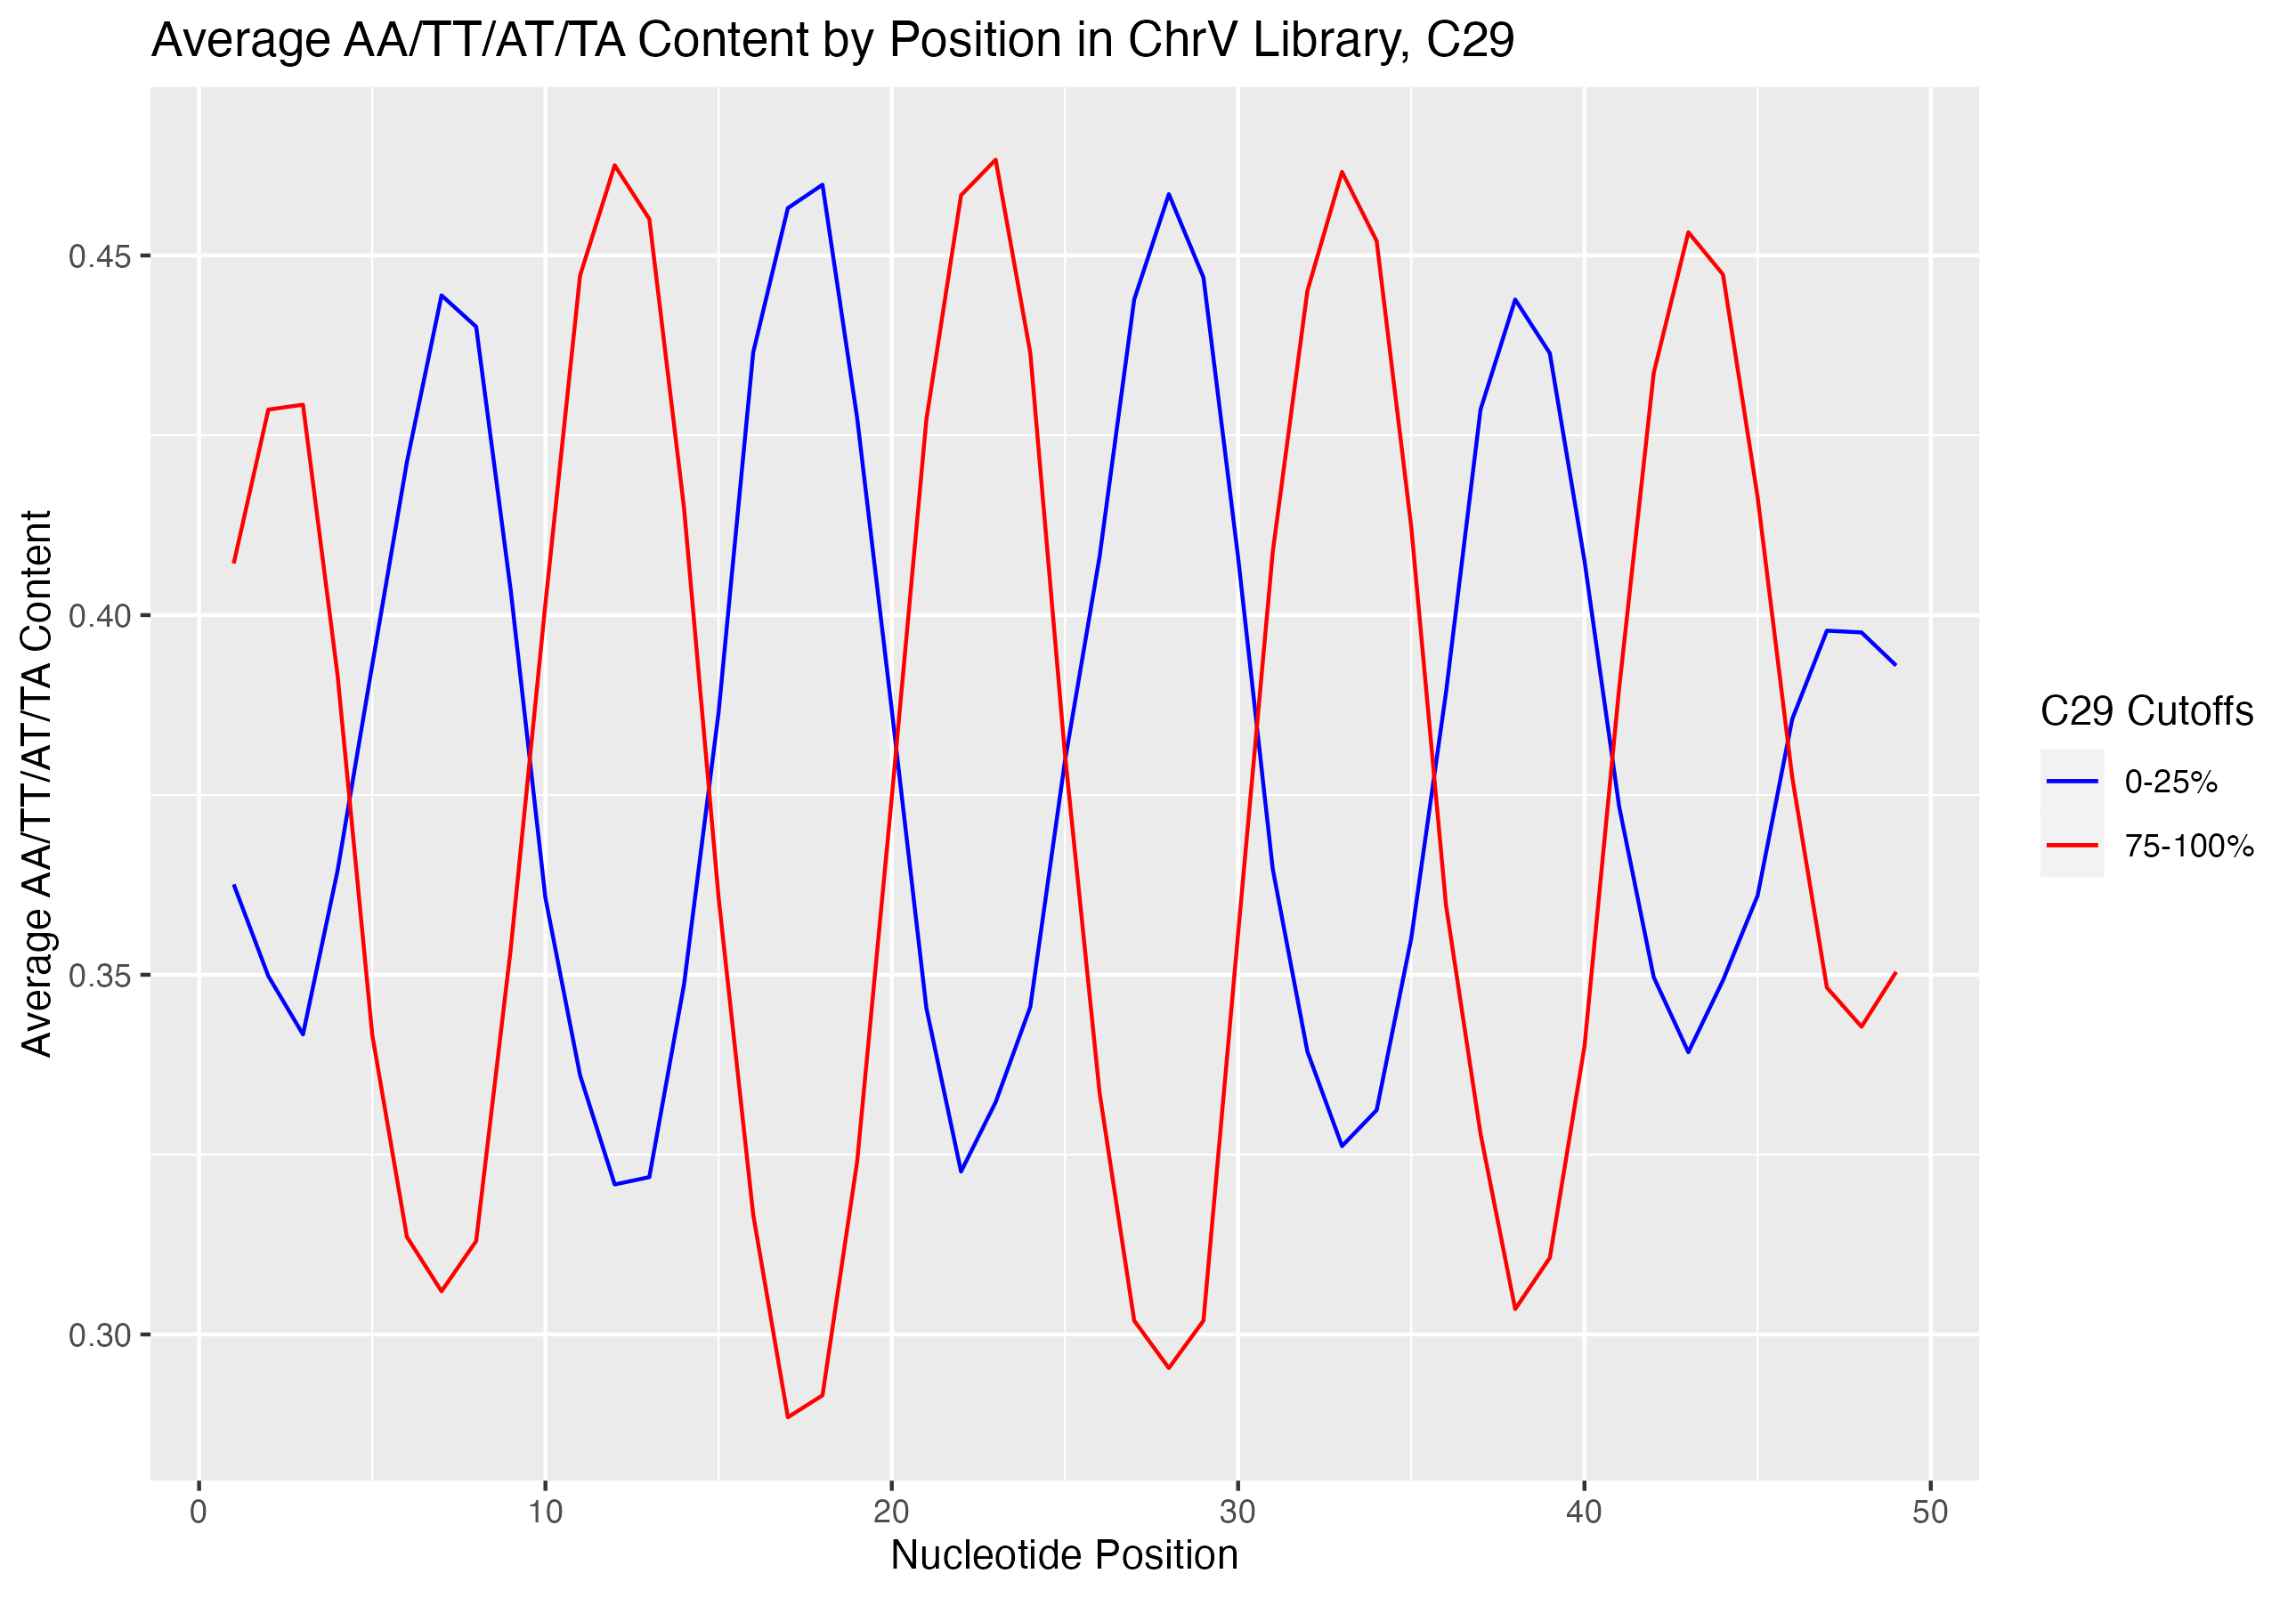 Average AA/TT/AT/TA Content by Position in ChrV Library, C29
Average AA/TT/AT/TA Content
0.45
0.40
0.35
0.30
0 10 20 30 40 50
Nucleotide Position
C29 Cutoffs
0-25%
75-100%